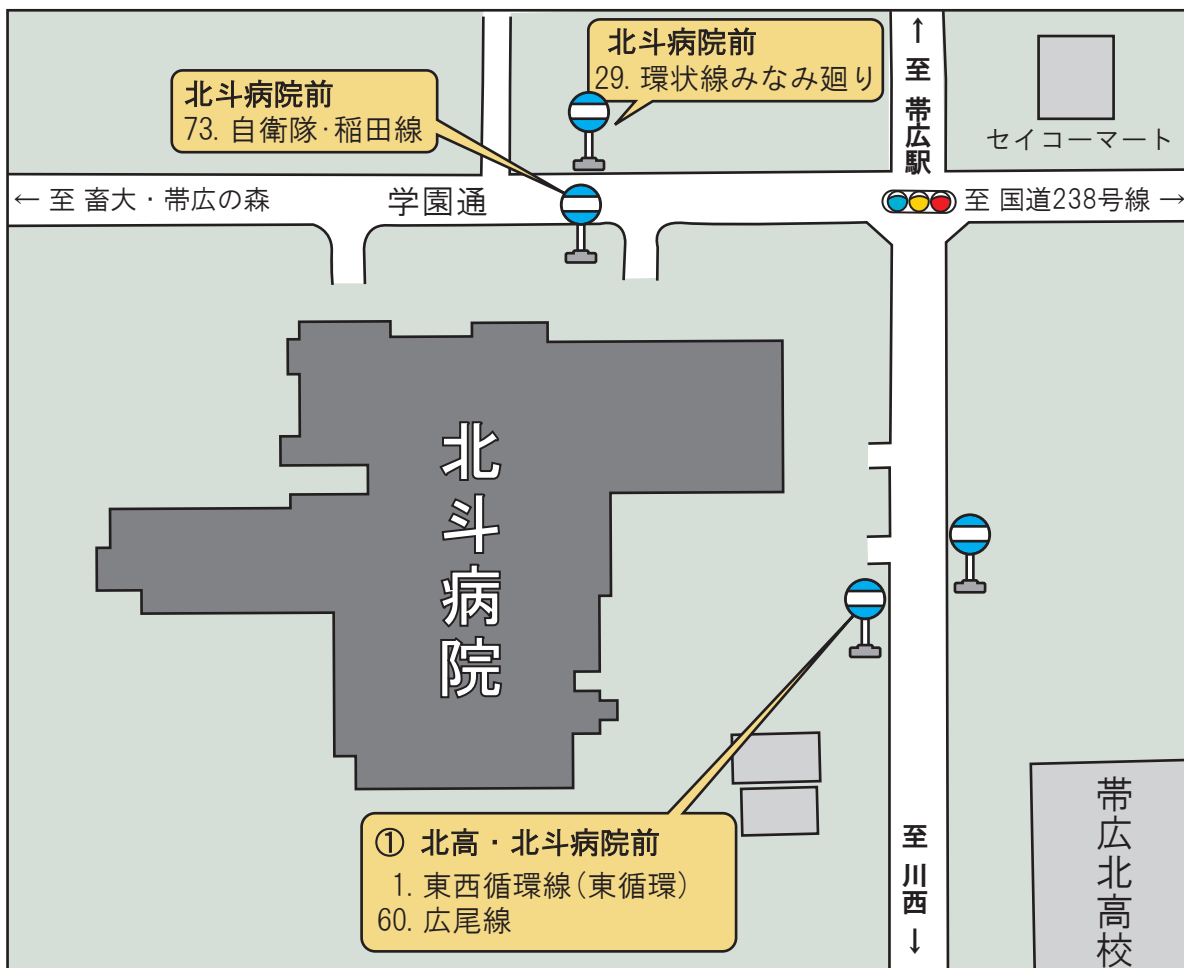 北斗病院前
29. 環状線みなみ廻り
北斗病院前
73. 自衛隊·稲田線
↑ 至 帯広駅
セイコーマート
← 至 畜大・帯広の森
学園通
至 国道238号線 →
北斗病院
① 北高・北斗病院前
1. 東西循環線(東循環)
60. 広尾線
至 川西 ↓
帯広北高校